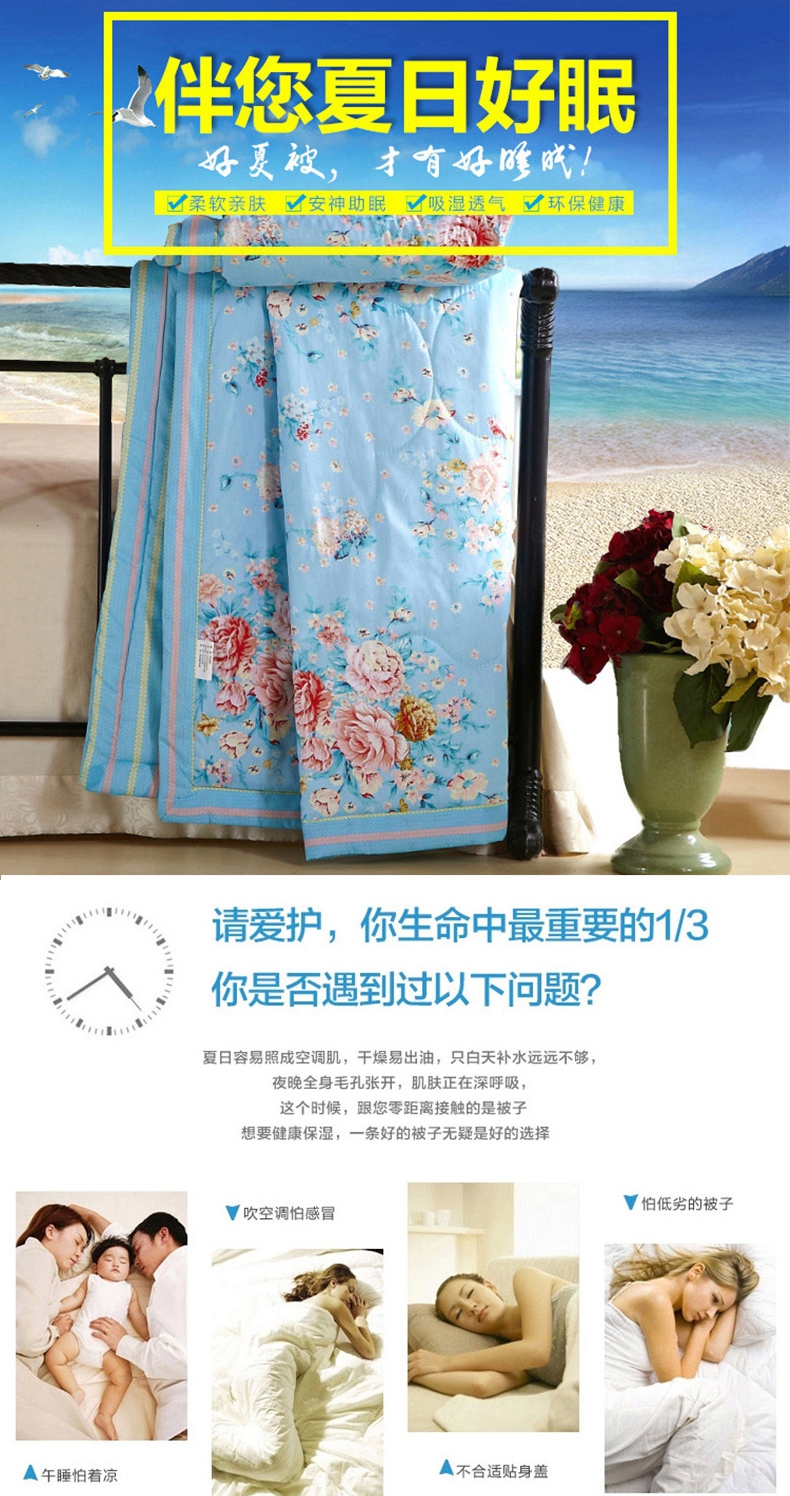 伴您夏日好眠
好夏被，才有好睡眠!
柔软亲肤 安神助眠 吸湿透气 环保健康
请爱护，你生命中最重要的1/3
你是否遇到过以下问题?
夏日容易照成空调肌，干燥易出油，只白天补水远远不够，
夜晚全身毛孔张开，肌肤正在深呼吸，
这个时候，跟您零距离接触的是被子
想要健康保湿，一条好的被子无疑是好的选择
吹空调怕感冒
怕低劣的被子
午睡怕着凉
不合适贴身盖